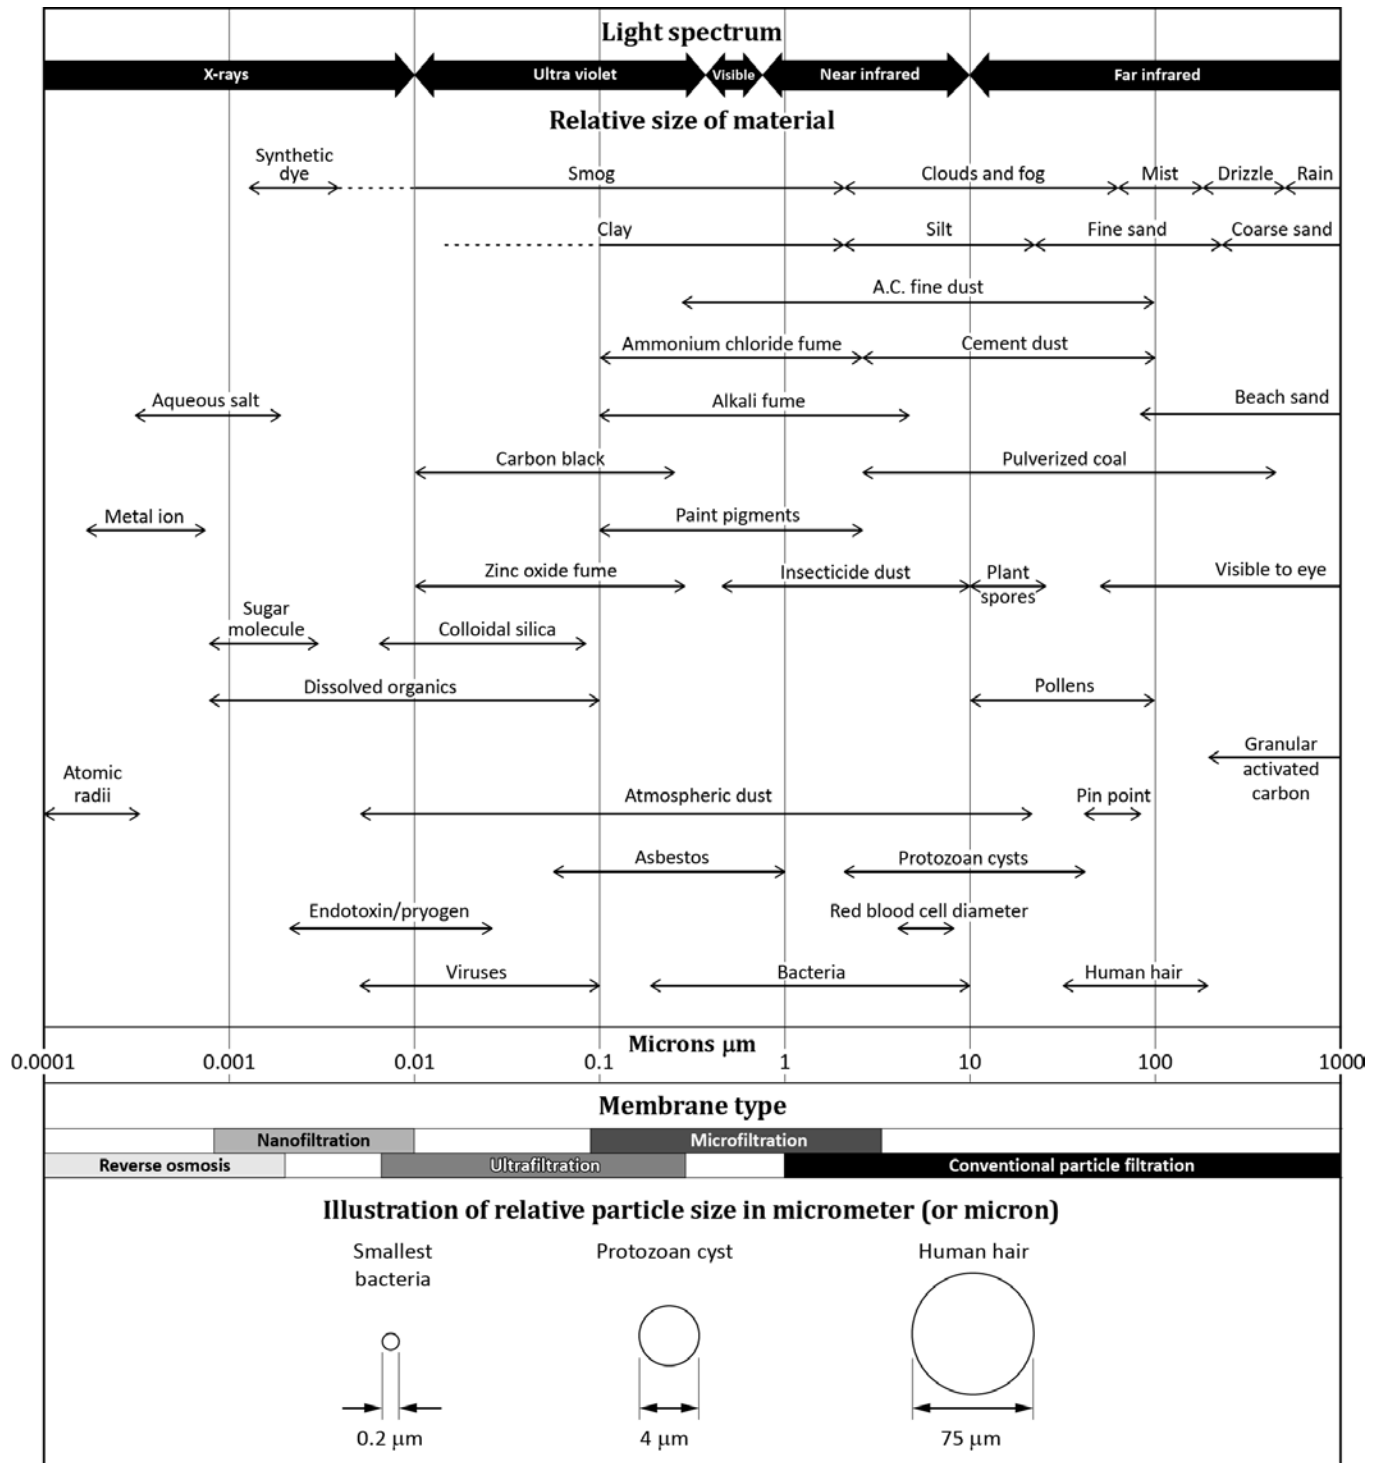 Light spectrum
X-rays Ultra violet Visible Near infrared Far infrared
Relative size of material
Synthetic
dye Smog Clouds and fog Mist Drizzle Rain
Clay Silt Fine sand Coarse sand
A.C. fine dust
Ammonium chloride fume Cement dust
Aqueous salt Alkali fume Beach sand
Carbon black Pulverized coal
Metal ion Paint pigments
Zinc oxide fume Insecticide dust Plant Visible to eye
spores
Sugar
molecule Colloidal silica
Dissolved organics Pollens
Granular
activated
carbon
Atomic
radii Atmospheric dust Pin point
Asbestos Protozoan cysts
Endotoxin/pryogen Red blood cell diameter
Viruses Bacteria Human hair
Microns μm
0.0001 0.001 0.01 0.1 1 10 100 1000
Membrane type
Nanofiltration Microfiltration
Reverse osmosis Ultrafiltration Conventional particle filtration
Illustration of relative particle size in micrometer (or micron)
Smallest Protozoan cyst Human hair
bacteria
0.2 μm 4 μm 75 μm